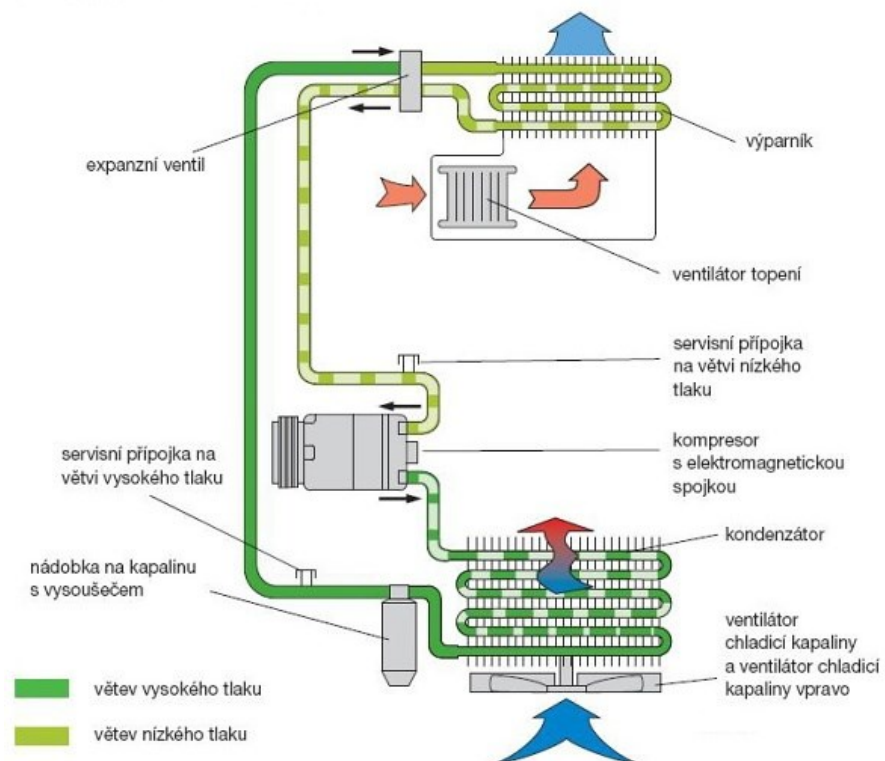 expanzní ventil
výparník
ventilátor topení
servisní přípojka
na větvi nízkého
tlaku
servisní přípojka na
větvi vysokého tlaku
kompresor
s elektromagnetickou
spojkou
kondenzátor
nádobka na kapalinu
s vysoušečem
ventilátor
chladicí kapaliny
a ventilátor chladicí
kapaliny vpravo
větev vysokého tlaku
větev nízkého tlaku